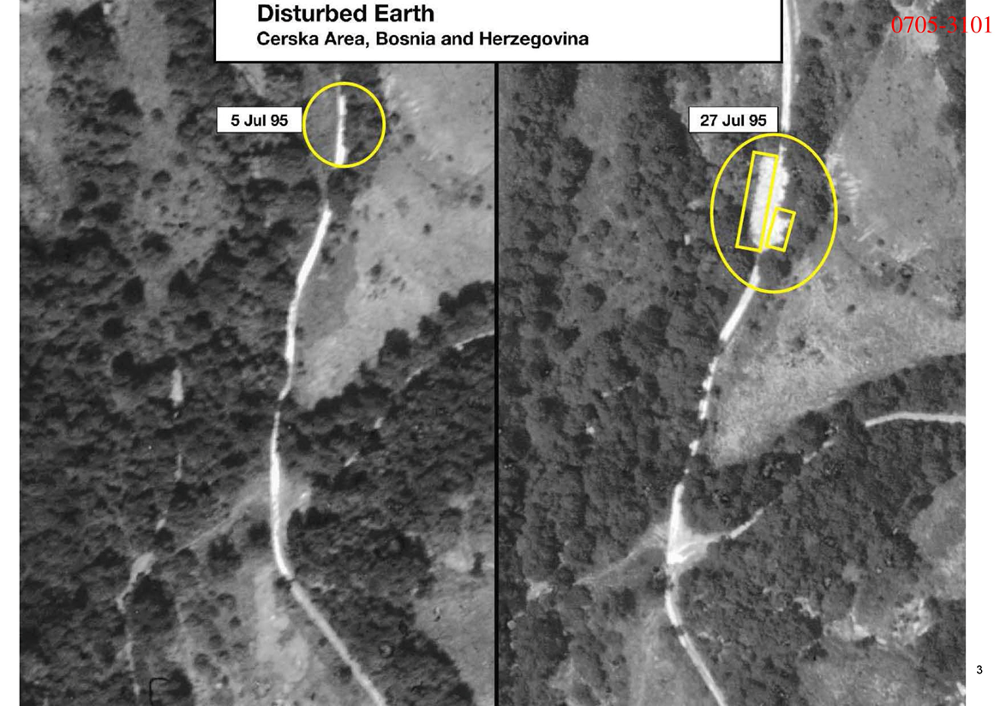 Disturbed Earth
Cerska Area, Bosnia and Herzegovina
0705-3101
5 Jul 95
27 Jul 95
3